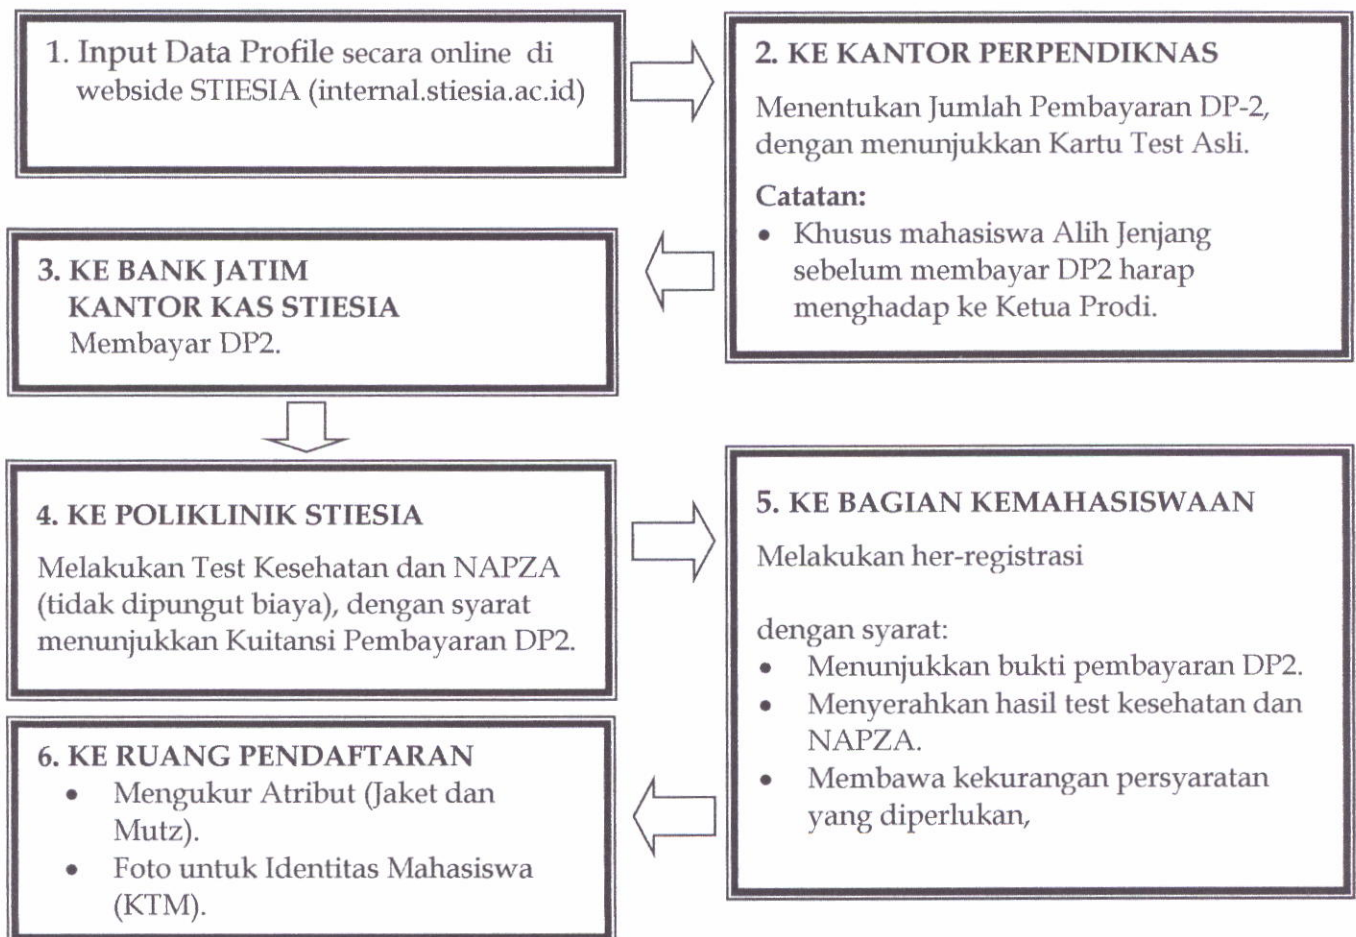 1. Input Data Profile secara online di
webside STIESIA (internal.stiesia.ac.id)
2. KE KANTOR PERPENDIKNAS
Menentukan Jumlah Pembayaran DP-2,
dengan menunjukkan Kartu Test Asli.
Catatan:
• Khusus mahasiswa Alih Jenjang
sebelum membayar DP2 harap
menghadap ke Ketua Prodi.
3. KE BANK JATIM
KANTOR KAS STIESIA
Membayar DP2.
4. KE POLIKLINIK STIESIA
Melakukan Test Kesehatan dan NAPZA
(tidak dipungut biaya), dengan syarat
menunjukkan Kuitansi Pembayaran DP2.
5. KE BAGIAN KEMAHASISWAAN
Melakukan her-registrasi
dengan syarat:
• Menunjukkan bukti pembayaran DP2.
• Menyerahkan hasil test kesehatan dan
NAPZA.
• Membawa kekurangan persyaratan
yang diperlukan,
6. KE RUANG PENDAFTARAN
• Mengukur Atribut (Jaket dan
Mutz).
• Foto untuk Identitas Mahasiswa
(KTM).